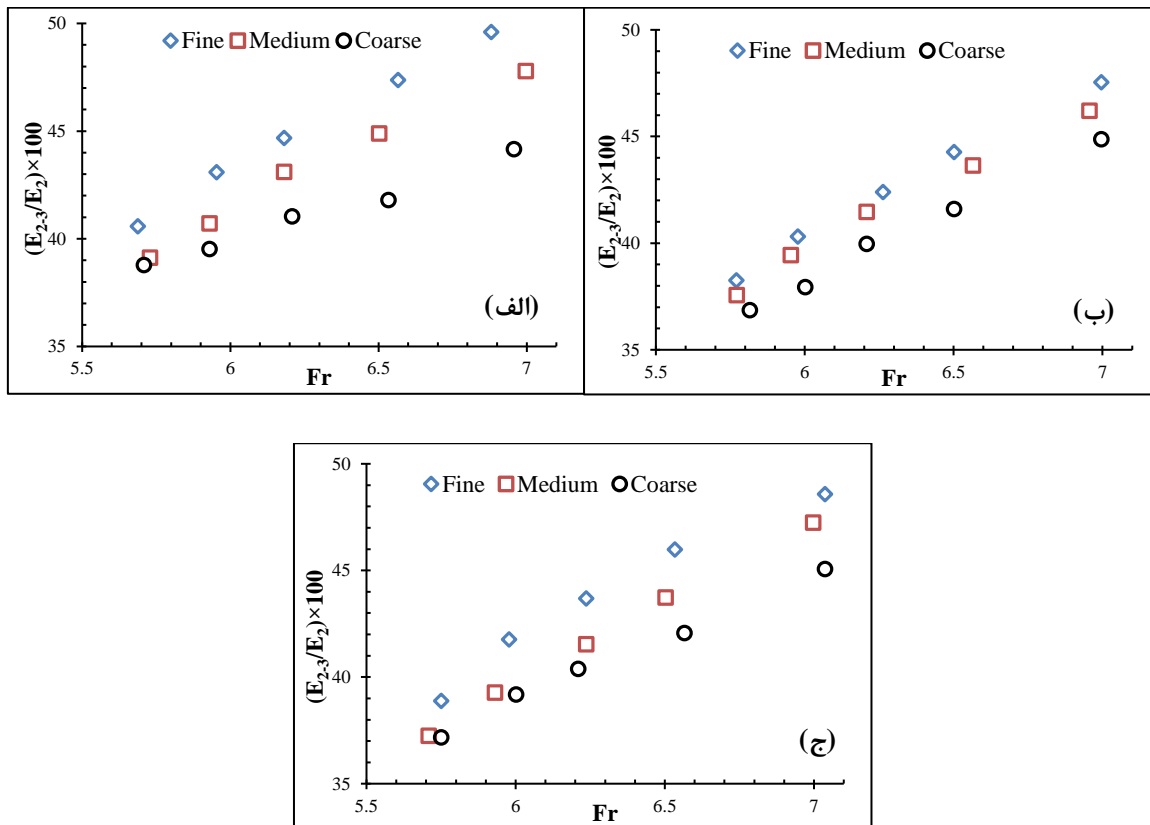 50
45
40
35
(E2-3/E2)×100
Fine Medium Coarse
(الف)
5.5 6 6.5 7
Fr
50
45
40
35
(E2-3/E2)×100
Fine Medium Coarse
(ب)
5.5 6 6.5 7
Fr
50
45
40
35
(E2-3/E2)×100
Fine Medium Coarse
(ج)
5.5 6 6.5 7
Fr